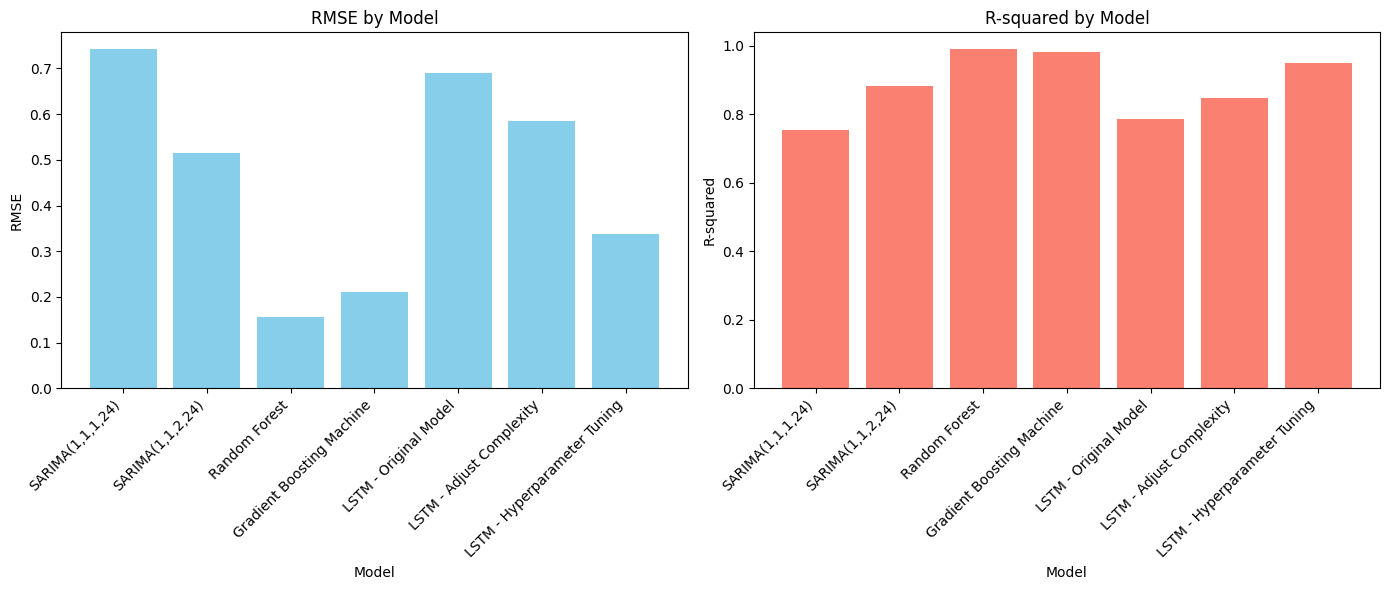 RMSE by Model
RMSE
0.7
0.6
0.5
0.4
0.3
0.2
0.1
0.0
SARIMA(1,1,1,24)
SARIMA(1,1,2,24)
Random Forest
Gradient Boosting Machine
LSTM - Original Model
LSTM - Adjust Complexity
LSTM - Hyperparameter Tuning
Model
R-squared by Model
R-squared
1.0
0.8
0.6
0.4
0.2
0.0
SARIMA(1,1,1,24)
SARIMA(1,1,2,24)
Random Forest
Gradient Boosting Machine
LSTM - Original Model
LSTM - Adjust Complexity
LSTM - Hyperparameter Tuning
Model